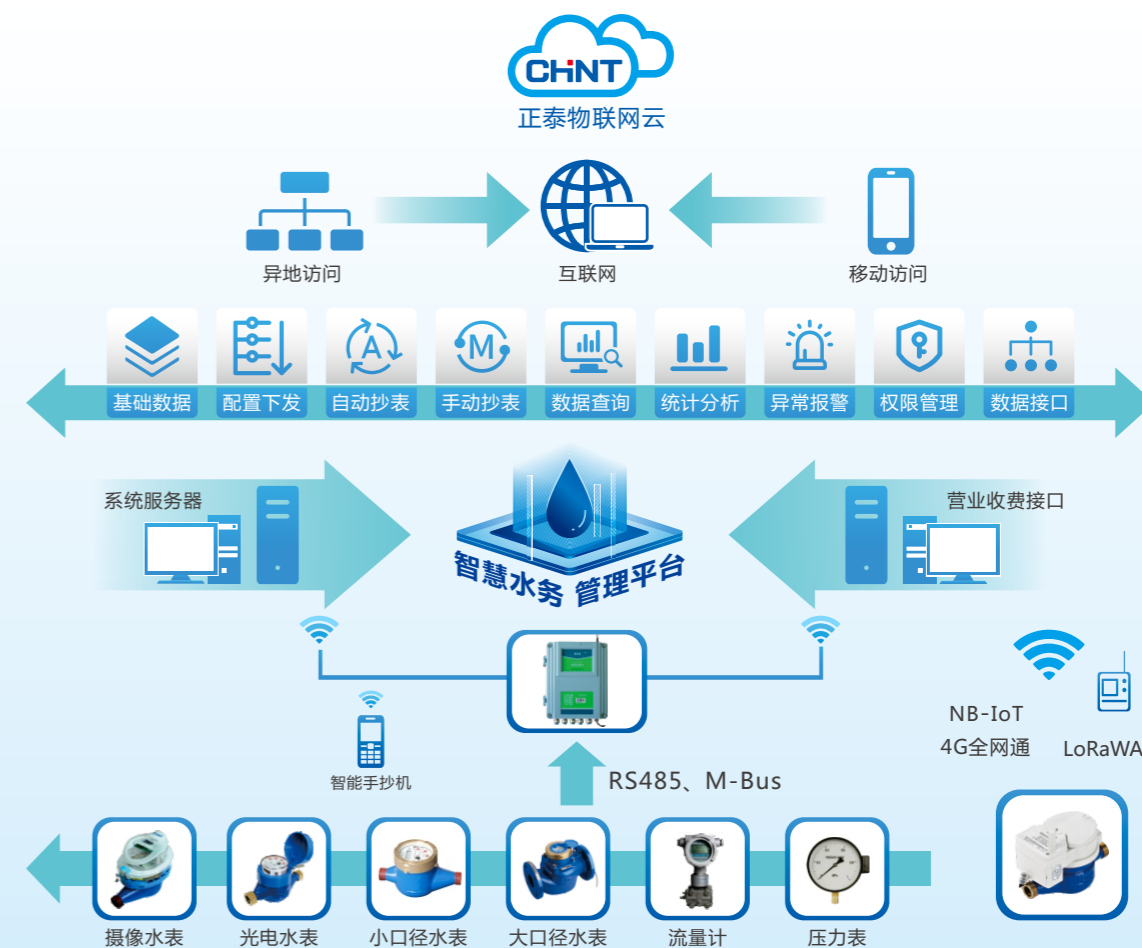 CHNT
正泰物联网云
异地访问
互联网
移动访问
A
M
基础数据
配置下发
自动抄表
手动抄表
数据查询
统计分析
异常报警
权限管理
数据接口
系统服务器
营业收费接口
智慧水务 管理平台
NB-IoT
4G全网通
LoRaWA
智能手抄机
RS485、M-Bus
摄像水表
光电水表
小口径水表
大口径水表
流量计
压力表